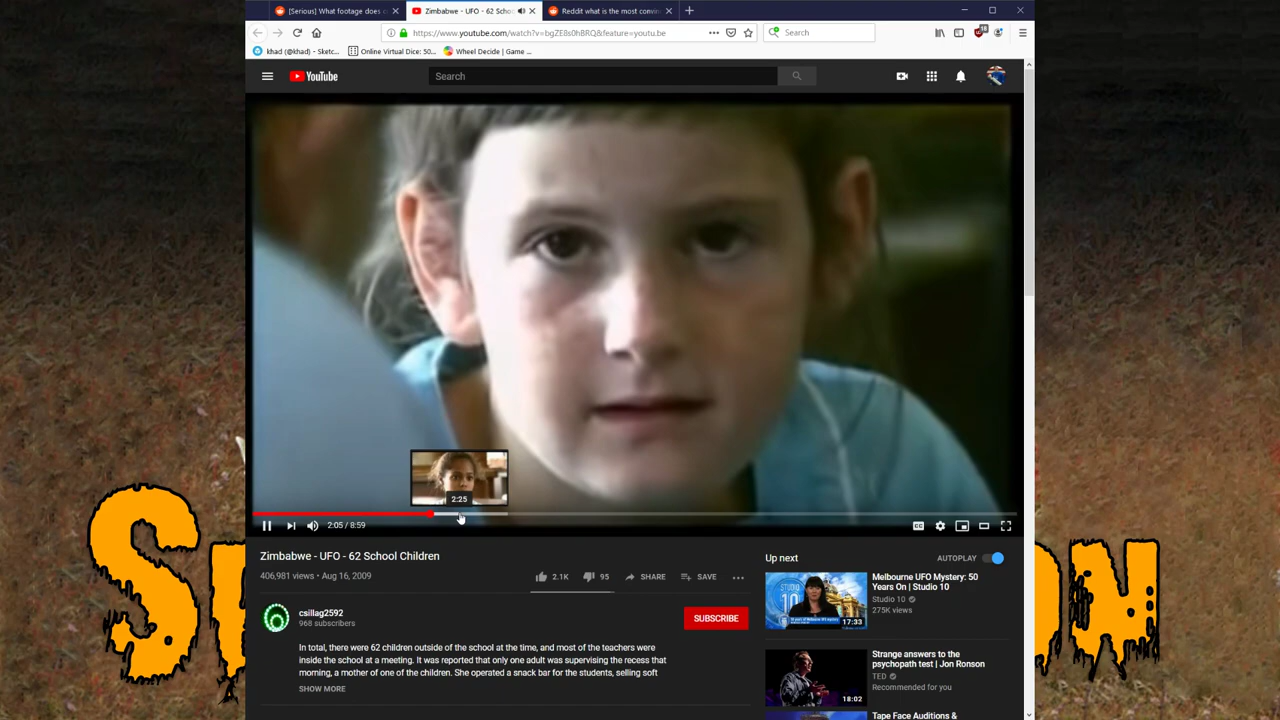 [Serious] What footage does c
Zimbabwe - UFO - 62 Schoo
Reddit what is the most convin
https://www.youtube.com/watch?v=bgZE8s0hBRQ&feature=youtu.be
Search
18
khad (@khad) - Sketc...
Online Virtual Dice: 50...
Wheel Decide | Game ...
YouTube
Search
2:25
2:05 / 8:59
CC
Zimbabwe - UFO - 62 School Children
406,981 views • Aug 16, 2009
2.1K
95
SHARE
SAVE
csillag2592
968 subscribers
SUBSCRIBE
In total, there were 62 children outside of the school at the time, and most of the teachers were
inside the school at a meeting. It was reported that only one adult was supervising the recess that
morning, a mother of one of the children. She operated a snack bar for the students, selling soft
SHOW MORE
Up next
AUTOPLAY
Melbourne UFO Mystery: 50
Years On | Studio 10
Studio 10
275K views
17:33
Strange answers to the
psychopath test | Jon Ronson
TED
Recommended for you
18:02
Tape Face Auditions &